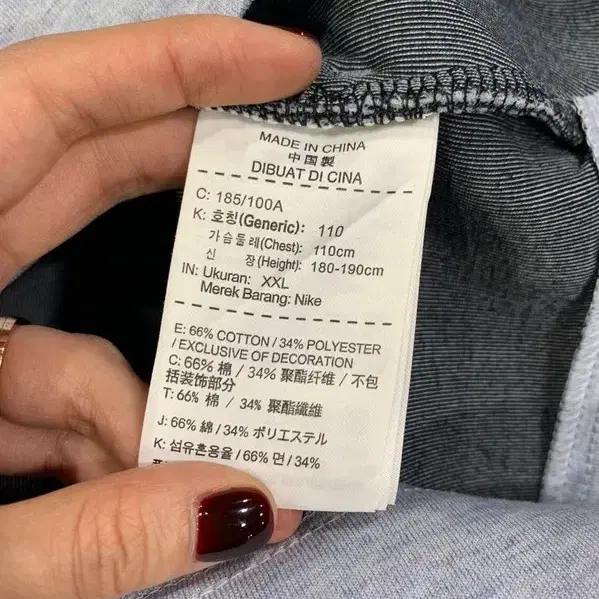 MADE IN CHINA
中国製
DIBUAT DI CINA
C: 185/100A
K: 호칭(Generic): 110
가슴둘레(Chest): 110cm
신 장(Height): 180-190cm
IN: Ukuran: XXL
Merek Barang: Nike
E: 66% COTTON / 34% POLYESTER
/ EXCLUSIVE OF DECORATION
C: 66% 棉 / 34% 聚酯纤维 / 不包
括装饰部分
T: 66% 棉 / 34% 聚酯纖維
J: 66% 綿 / 34% ポリエステル
K: 섬유혼용율 / 66% 면 / 34%